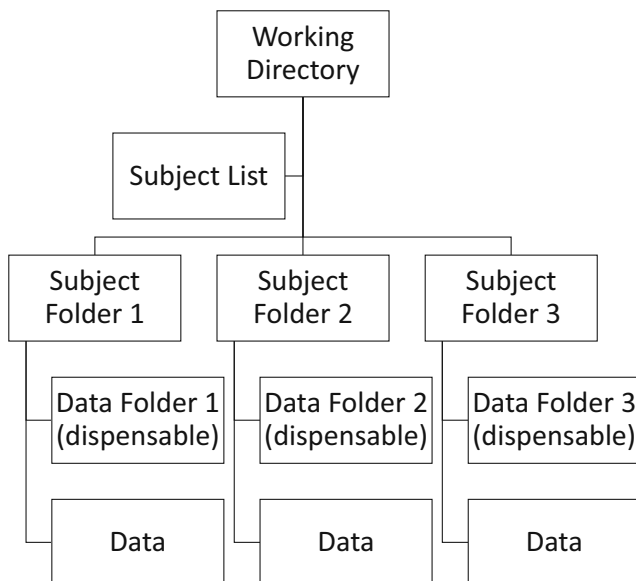 Working
Directory
Subject List
Subject
Folder 1
Subject
Folder 2
Subject
Folder 3
Data Folder 1
(dispensable)
Data Folder 2
(dispensable)
Data Folder 3
(dispensable)
Data
Data
Data